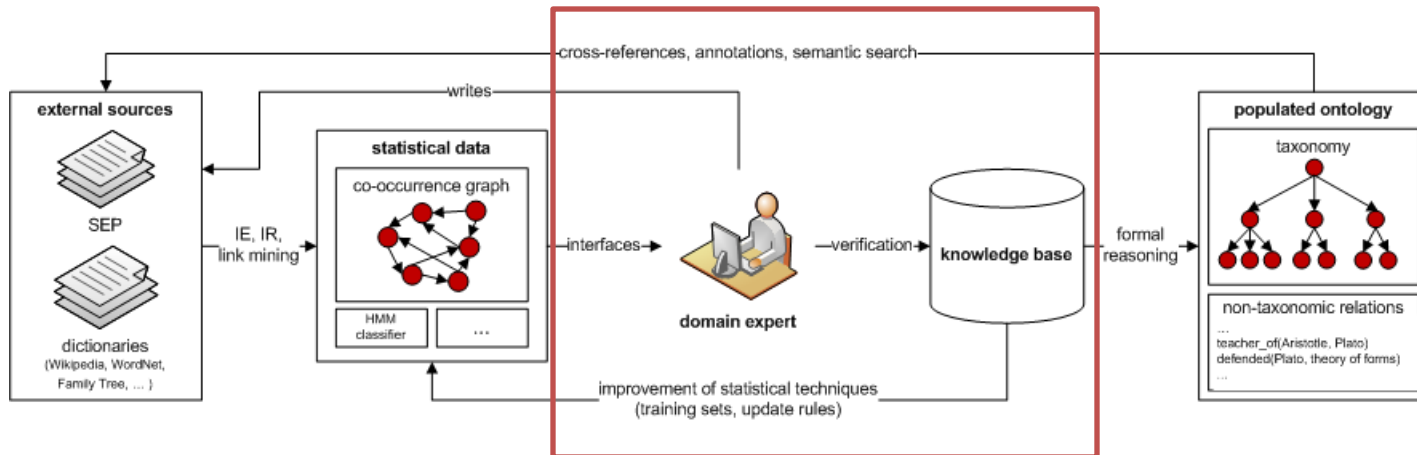 cross-references, annotations, semantic search
writes
external sources
SEP
dictionaries
(Wikipedia, WordNet,
Family Tree, ... )
IE, IR,
link mining
statistical data
co-occurrence graph
HMM
classifier
...
interfaces
domain expert
verification
knowledge base
improvement of statistical techniques
(training sets, update rules)
formal
reasoning
populated ontology
taxonomy
non-taxonomic relations
...
teacher_of(Aristotle, Plato)
defended(Plato, theory of forms)
...